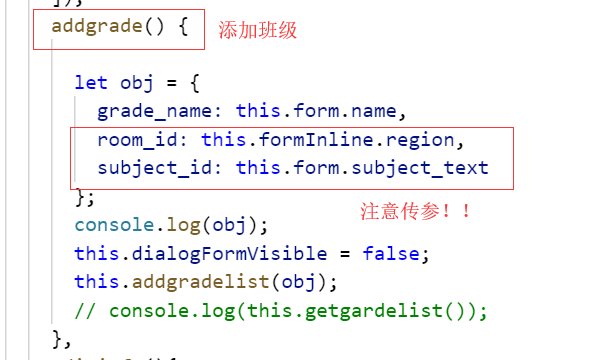 });
addgrade() { 添加班级
let obj = {
grade_name: this.form.name,
room_id: this.formInline.region,
subject_id: this.form.subject_text
};
注意传参！！
console.log(obj);
this.dialogFormVisible = false;
this.addgradelist(obj);
// console.log(this.getgardelist());
},